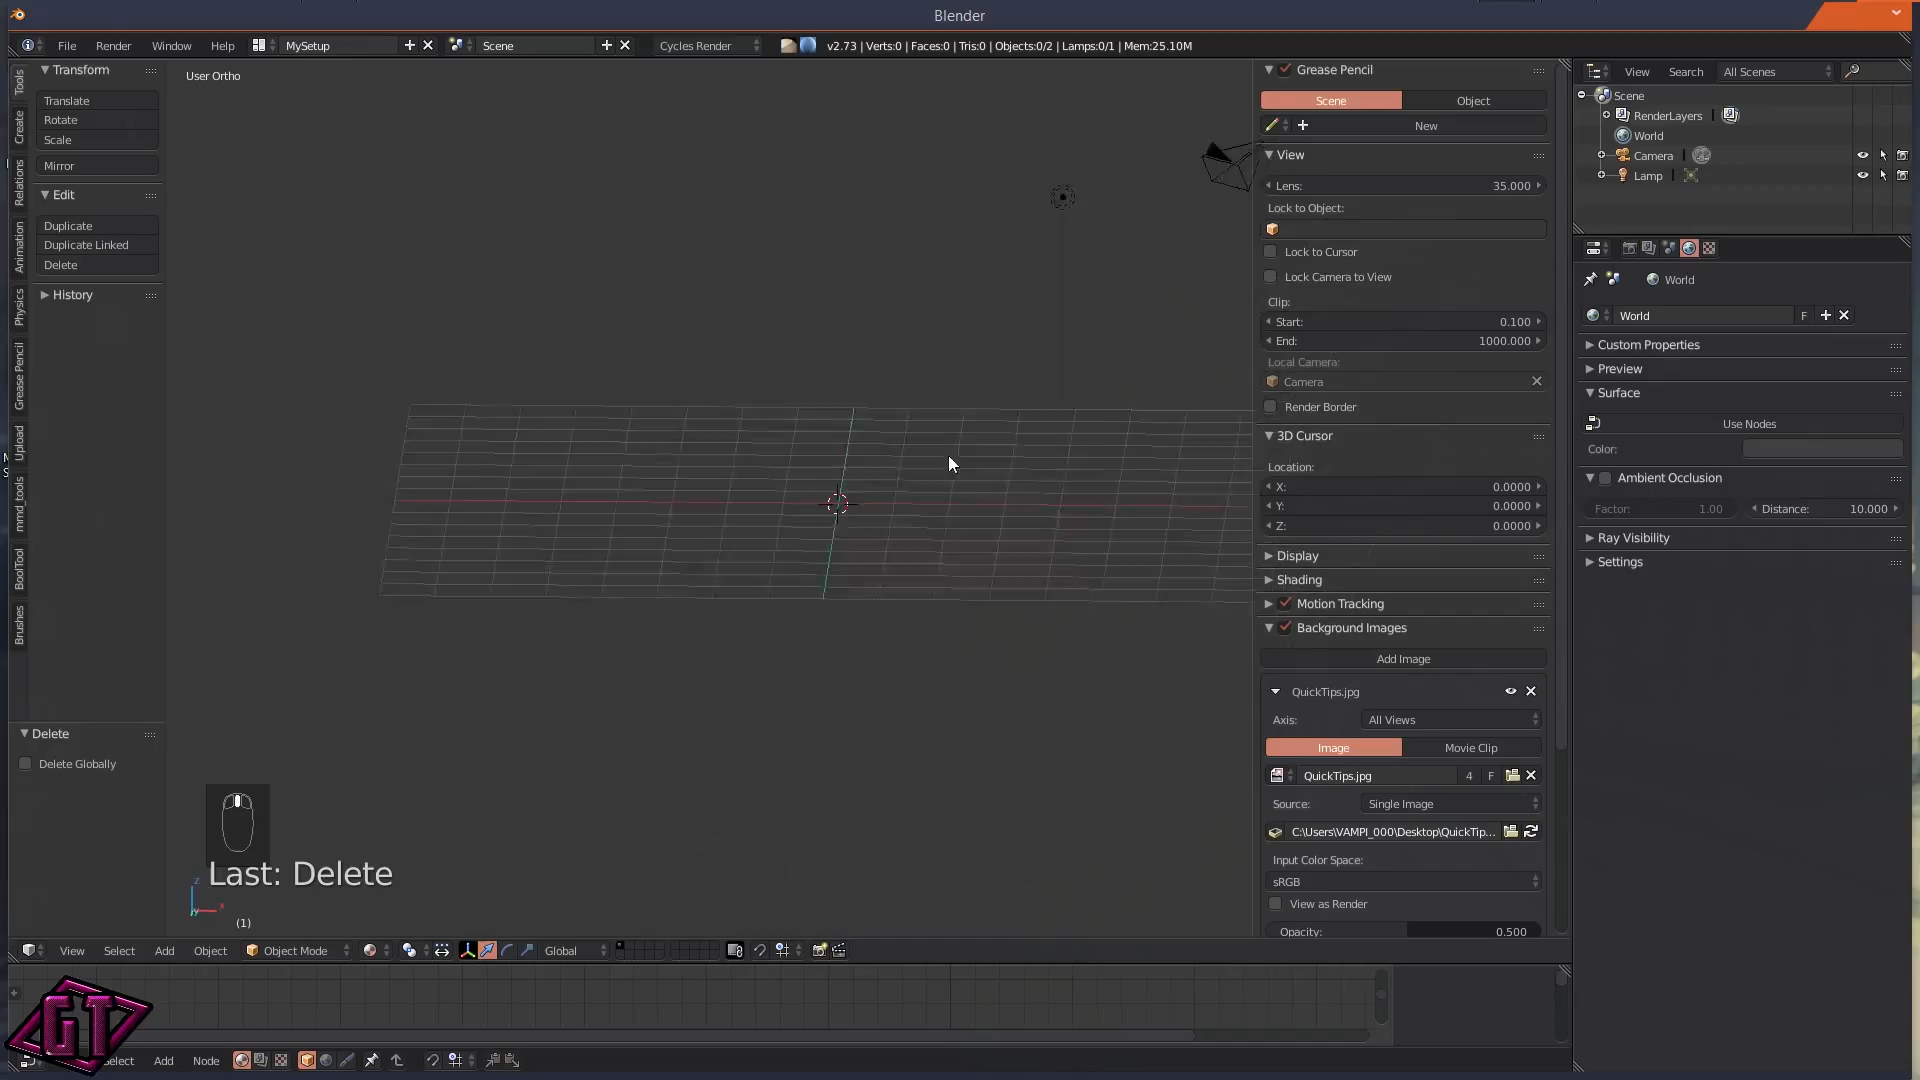 Blender
File Render Window Help MySetup Scene Cycles Render v2.73 | Verts:0 | Faces:0 | Tris:0 | Objects:0/2 | Lamps:0/1 | Mem:25.10M
Tools
Create
Relations
Animation
Physics
Grease Pencil
Upload
mmd_tools
BoolTool
Brushes
Transform
Translate
Rotate
Scale
Mirror
Edit
Duplicate
Duplicate Linked
Delete
History
Delete
Delete Globally
User Ortho
Last: Delete
z
x
y
(1)
Grease Pencil
Scene Object
New
View
Lens: 35.000
Lock to Object:
Lock to Cursor
Lock Camera to View
Clip:
Start: 0.100
End: 1000.000
Local Camera:
Camera
Render Border
3D Cursor
Location:
X: 0.0000
Y: 0.0000
Z: 0.0000
Display
Shading
Motion Tracking
Background Images
Add Image
QuickTips.jpg
Axis: All Views
Image Movie Clip
QuickTips.jpg 4 F
Source: Single Image
C:\Users\VAMPI_000\Desktop\QuickTip...
Input Color Space:
sRGB
View as Render
Opacity: 0.500
View Search All Scenes
Scene
RenderLayers
World
Camera
Lamp
World
World F
Custom Properties
Preview
Surface
Use Nodes
Color:
Ambient Occlusion
Factor: 1.00 Distance: 10.000
Ray Visibility
Settings
View Select Add Object Object Mode Global
GT
elect Add Node